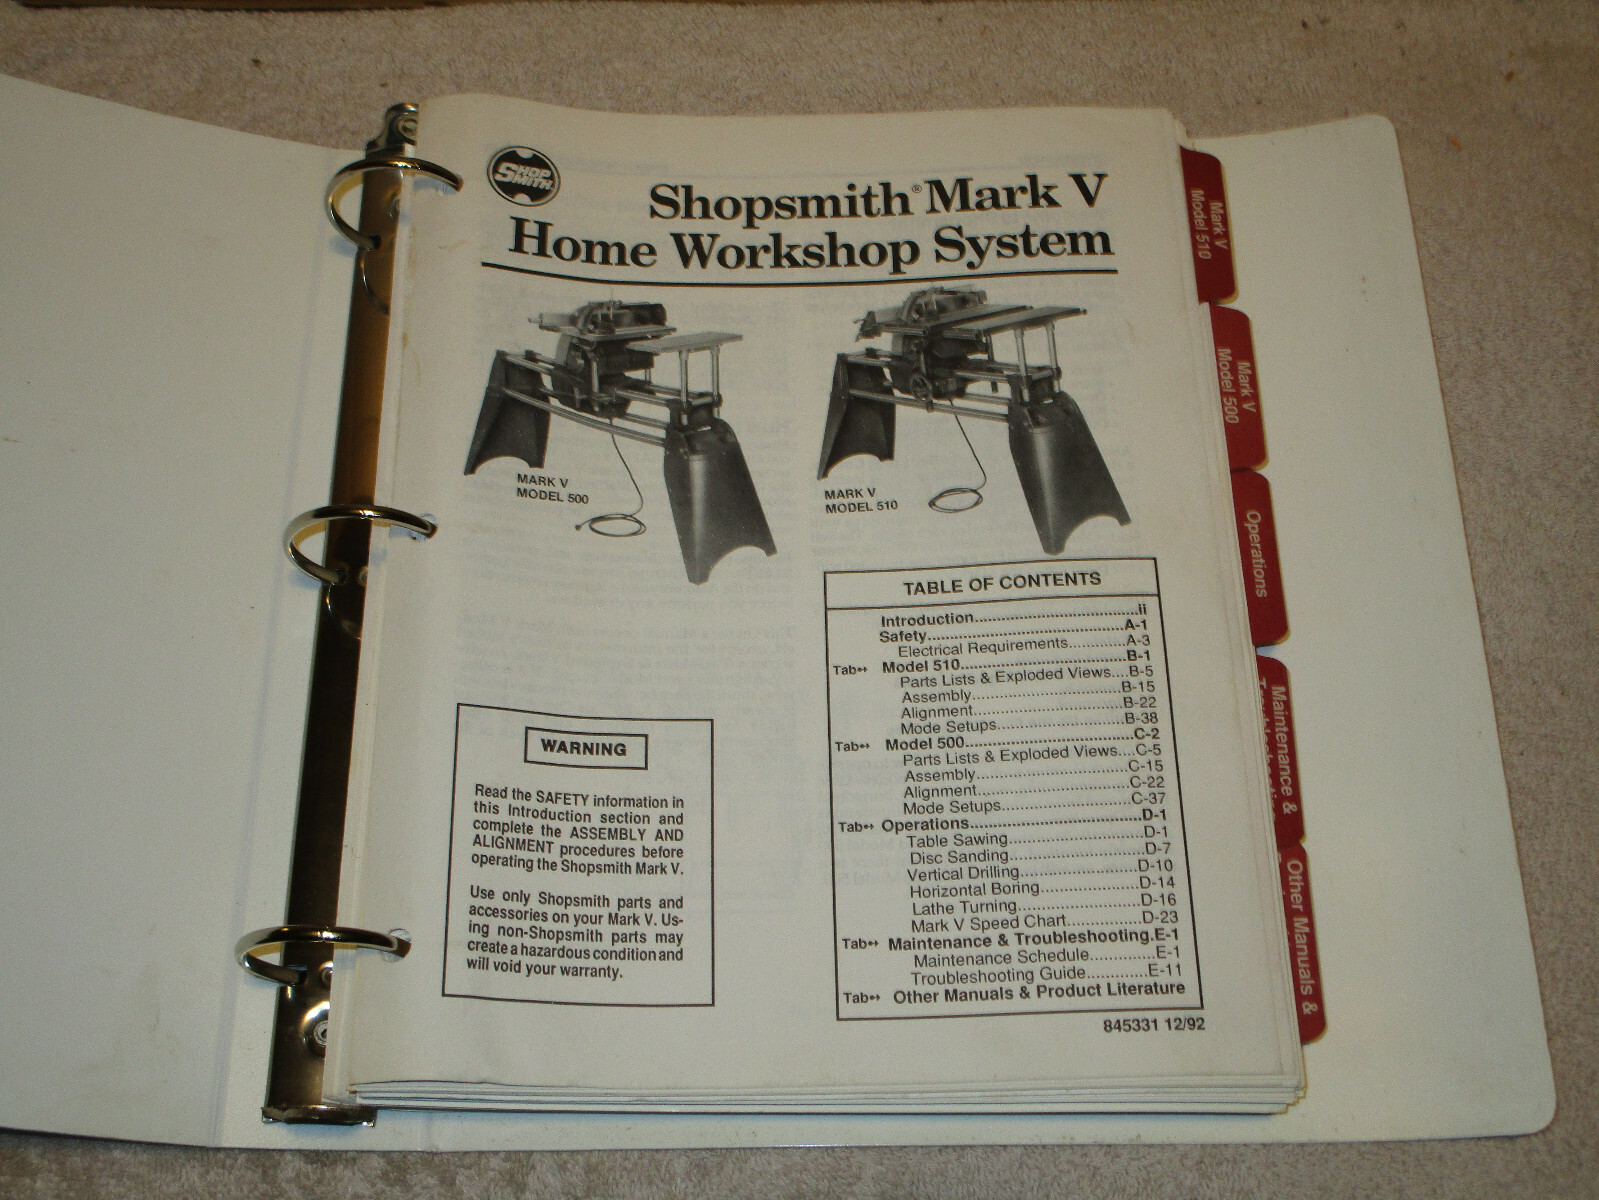 SHOP
SMITH
Shopsmith® Mark V
Home Workshop System
MARK V
MODEL 500
MARK V
MODEL 510
WARNING
Read the SAFETY information in
this Introduction section and
complete the ASSEMBLY AND
ALIGNMENT procedures before
operating the Shopsmith Mark V.
Use only Shopsmith parts and
accessories on your Mark V. Us-
ing non-Shopsmith parts may
create a hazardous condition and
will void your warranty.
TABLE OF CONTENTS
Introduction..........................................ii
Safety..................................................A-1
Electrical Requirements............A-3
Tab•→ Model 510..........................................B-1
Parts Lists & Exploded Views....B-5
Assembly................................B-15
Alignment................................B-22
Mode Setups...........................B-38
Tab•→ Model 500..........................................C-2
Parts Lists & Exploded Views....C-5
Assembly................................C-15
Alignment................................C-22
Mode Setups...........................C-37
Tab•→ Operations..........................................D-1
Table Sawing.............................D-1
Disc Sanding.............................D-7
Vertical Drilling.........................D-10
Horizontal Boring.....................D-14
Lathe Turning...........................D-16
Mark V Speed Chart................D-23
Tab•→ Maintenance & Troubleshooting.E-1
Maintenance Schedule..............E-1
Troubleshooting Guide............E-11
Tab•→ Other Manuals & Product Literature
845331 12/92
Mark V
Model 510
Mark V
Model 500
Operations
Maintenance &
Other Manuals &